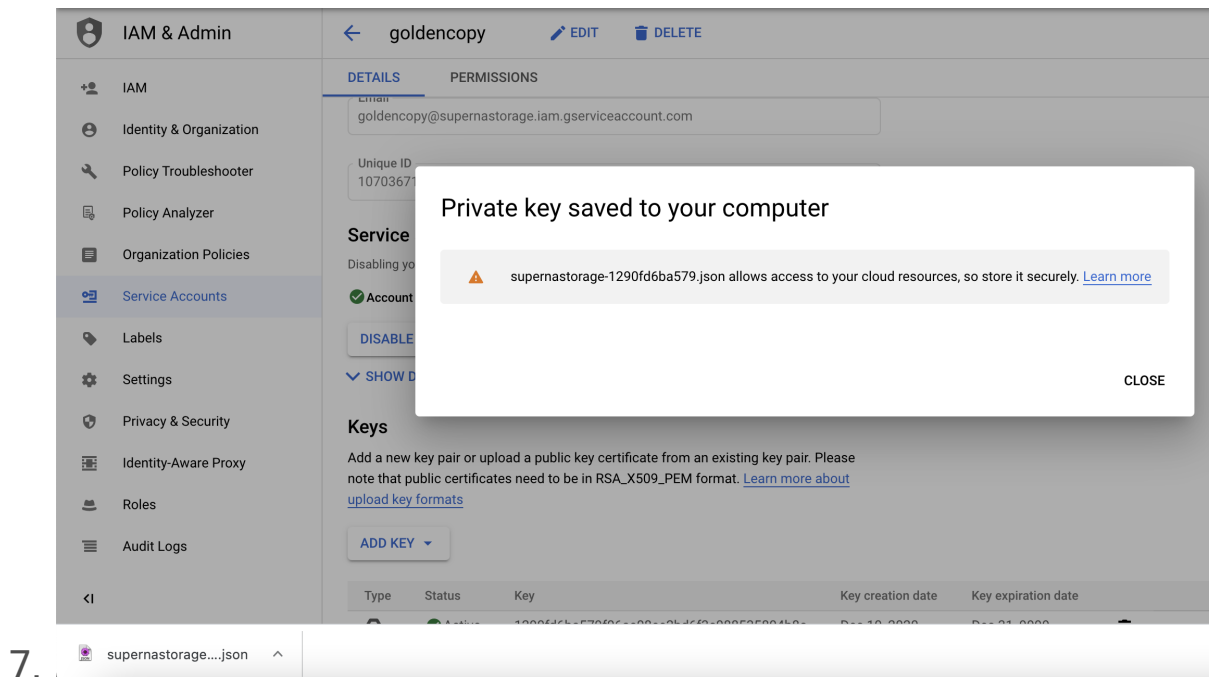 IAM & Admin
goldencopy
EDIT
DELETE
IAM
Identity & Organization
Policy Troubleshooter
Policy Analyzer
Organization Policies
Service Accounts
Labels
Settings
Privacy & Security
Identity-Aware Proxy
Roles
Audit Logs
DETAILS
PERMISSIONS
Email
goldencopy@supernastorage.iam.gserviceaccount.com
Unique ID
1070367
Service
Disabling yo
Account
DISABLE
SHOW D
Private key saved to your computer
supernastorage-1290fd6ba579.json allows access to your cloud resources, so store it securely. Learn more
CLOSE
Keys
Add a new key pair or upload a public key certificate from an existing key pair. Please
note that public certificates need to be in RSA_X509_PEM format. Learn more about
upload key formats
ADD KEY
Type Status Key Key creation date Key expiration date
Active
7.
supernastorage....json